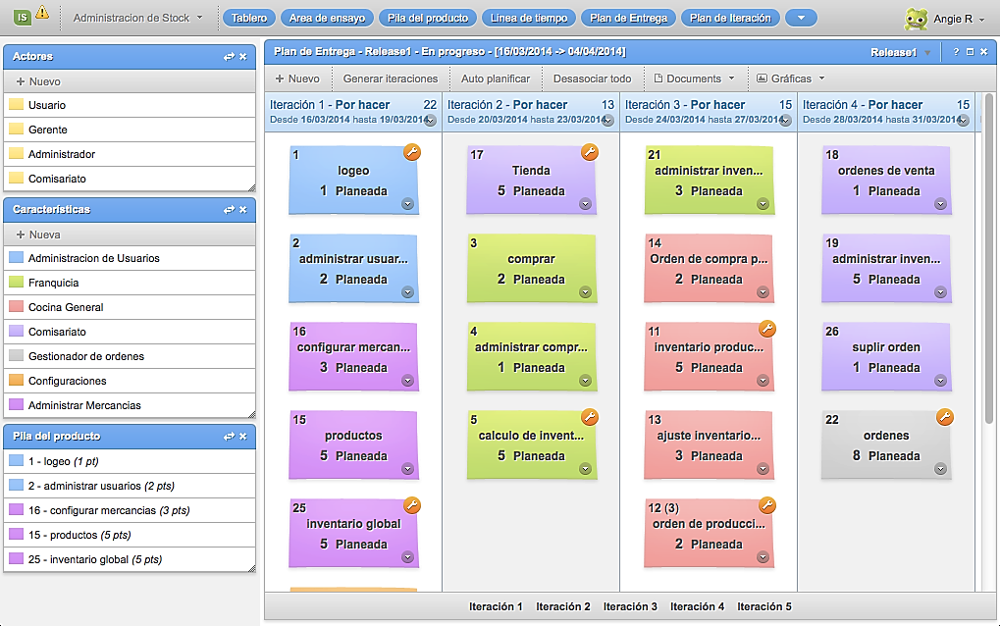 iS
Administracion de Stock
Tablero
Area de ensayo
Pila del producto
Linea de tiempo
Plan de Entrega
Plan de Iteración
Angie R
Actores
+ Nuevo
Usuario
Gerente
Administrador
Comisariato
Características
+ Nueva
Administracion de Usuarios
Franquicia
Cocina General
Comisariato
Gestionador de ordenes
Configuraciones
Administrar Mercancias
Pila del producto
1 - logeo (1 pt)
2 - administrar usuarios (2 pts)
16 - configurar mercancias (3 pts)
15 - productos (5 pts)
25 - inventario global (5 pts)
Plan de Entrega - Release1 - En progreso - [16/03/2014 -> 04/04/2014]
Release1
?
+ Nuevo
Generar iteraciones
Auto planificar
Desasociar todo
Documents
Gráficas
Iteración 1 - Por hacer 22
Desde 16/03/2014 hasta 19/03/2014
1
logeo
1 Planeada
2
administrar usuar...
2 Planeada
16
configurar mercan...
3 Planeada
15
productos
5 Planeada
25
inventario global
5 Planeada
Iteración 2 - Por hacer 13
Desde 20/03/2014 hasta 23/03/2014
17
Tienda
5 Planeada
3
comprar
2 Planeada
4
administrar compr...
1 Planeada
5
calculo de invent...
5 Planeada
Iteración 3 - Por hacer 15
Desde 24/03/2014 hasta 27/03/2014
21
administrar inven...
3 Planeada
14
Orden de compra p...
2 Planeada
11
inventario produc...
5 Planeada
13
ajuste inventario...
3 Planeada
12 (3)
orden de producci...
2 Planeada
Iteración 4 - Por hacer 15
Desde 28/03/2014 hasta 31/03/2014
18
ordenes de venta
1 Planeada
19
administrar inven...
5 Planeada
26
suplir orden
1 Planeada
22
ordenes
8 Planeada
Iteración 1 Iteración 2 Iteración 3 Iteración 4 Iteración 5